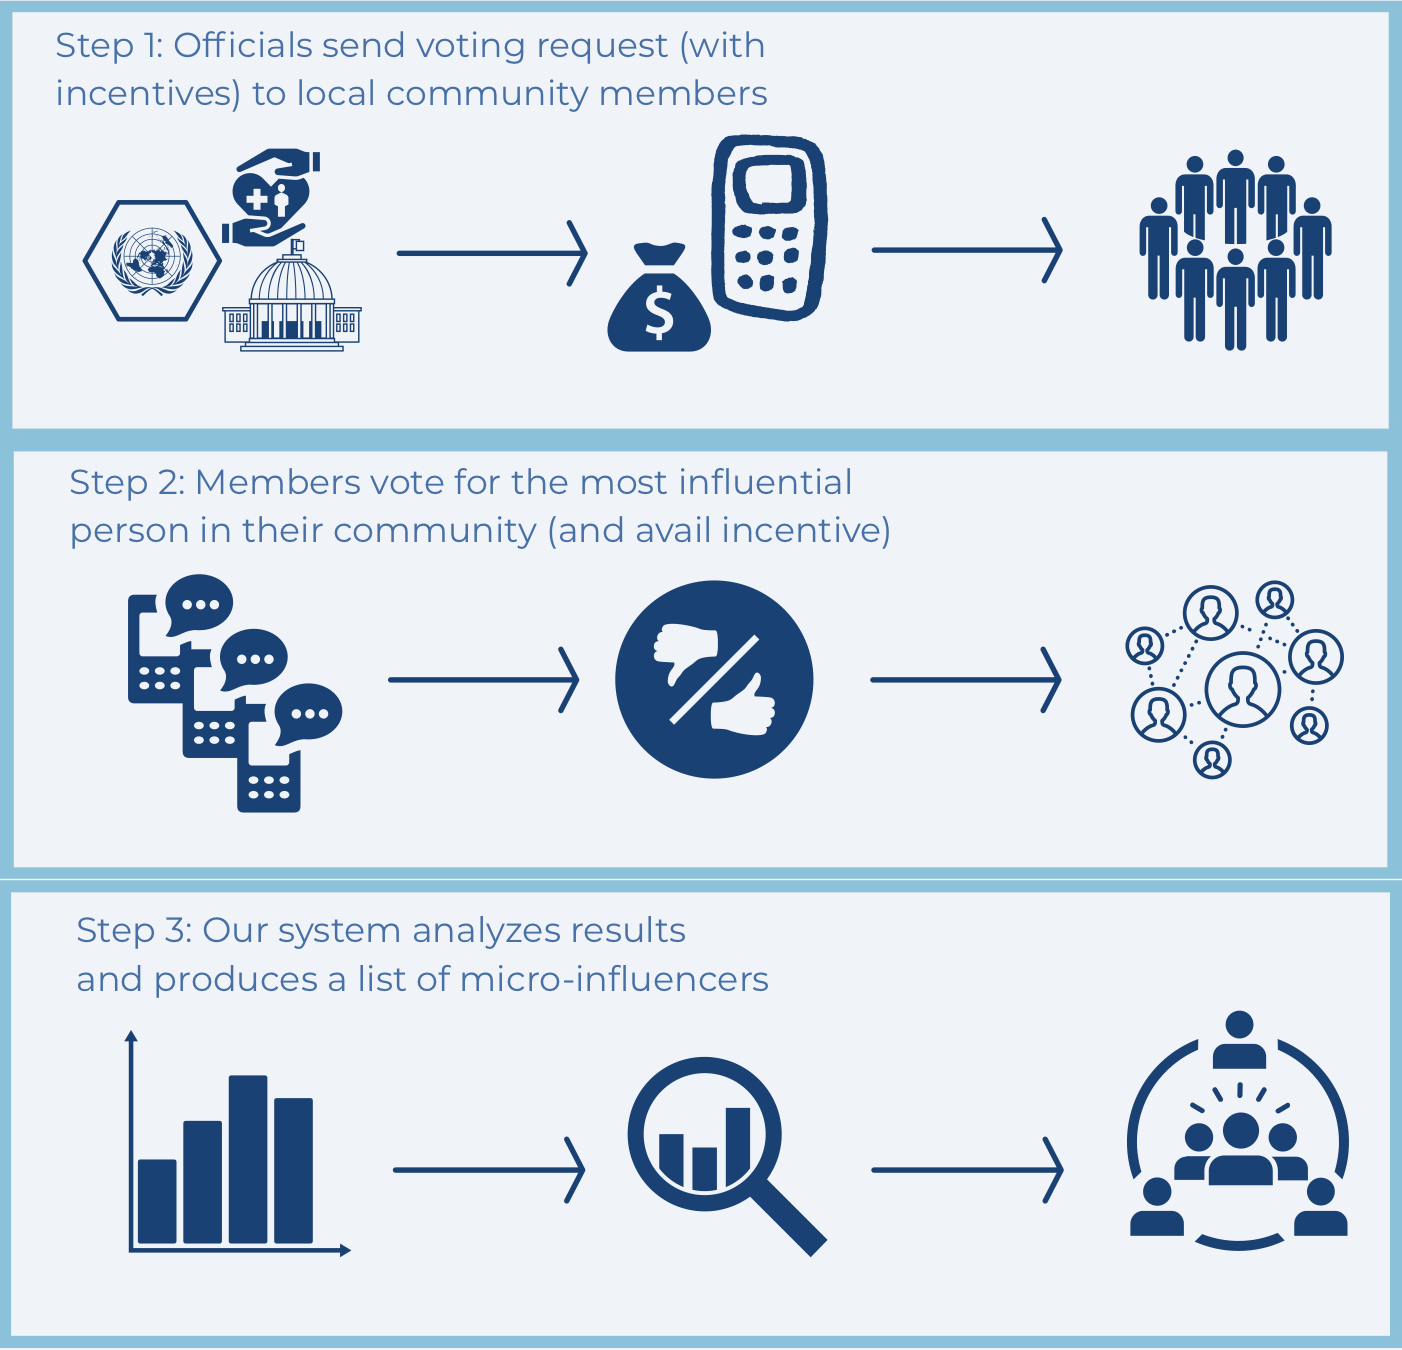 Step 1: Officials send voting request (with
incentives) to local community members
$
Step 2: Members vote for the most influential
person in their community (and avail incentive)
Step 3: Our system analyzes results
and produces a list of micro-influencers